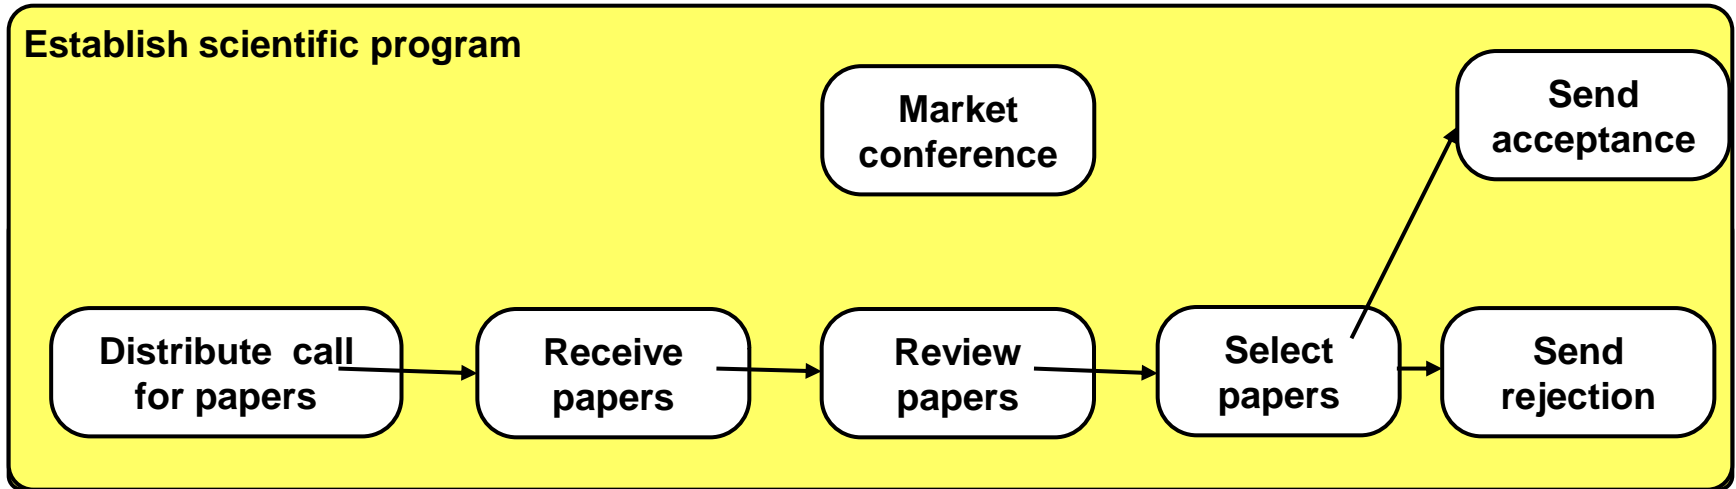 Establish scientific program
Market
conference
Send
acceptance
Distribute call
for papers
Receive
papers
Review
papers
Select
papers
Send
rejection